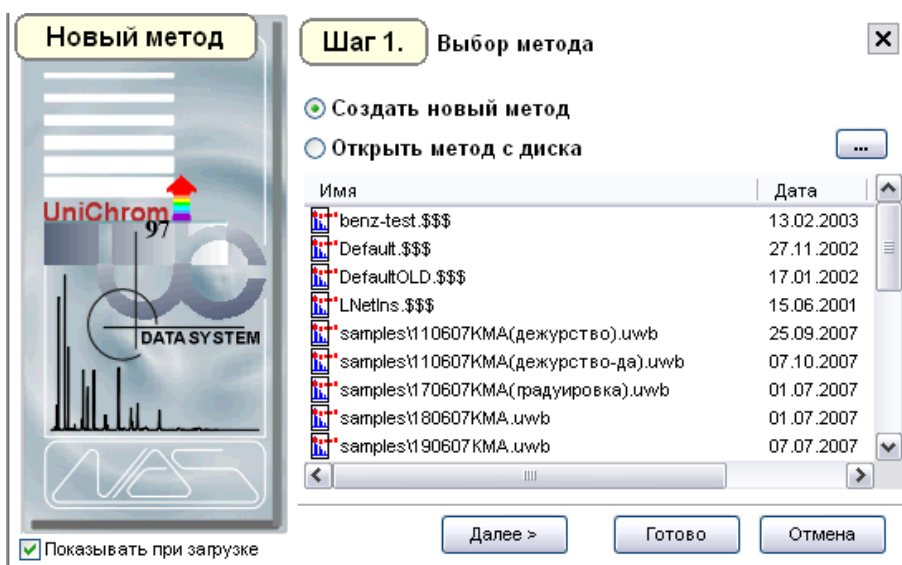 Новый метод
UniChrom
97
DATA SYSTEM
NAS
Показывать при загрузке
Шаг 1. Выбор метода
Создать новый метод
Открыть метод с диска
...
Имя Дата
benz-test.$$$ 13.02.2003
Default.$$$ 27.11.2002
DefaultOLD.$$$ 17.01.2002
LNetIns.$$$ 15.06.2001
samples\110607КМА(дежурство).uwb 25.09.2007
samples\110607КМА(дежурство-да).uwb 07.10.2007
samples\170607КМА(градуировка).uwb 01.07.2007
samples\180607КМА.uwb 01.07.2007
samples\190607КМА.uwb 07.07.2007
Далее > Готово Отмена